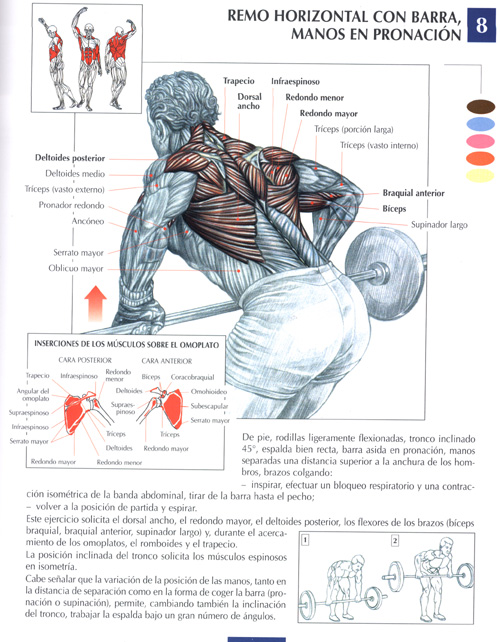 REMO HORIZONTAL CON BARRA,
MANOS EN PRONACIÓN
8
Trapecio
Infraespinoso
Dorsal
ancho
Redondo menor
Redondo mayor
Tríceps (porción larga)
Tríceps (vasto interno)
Deltoides posterior
Deltoides medio
Tríceps (vasto externo)
Pronador redondo
Ancóneo
Serrato mayor
Oblicuo mayor
Braquial anterior
Bíceps
Supinador largo
INSERCIONES DE LOS MÚSCULOS SOBRE EL OMOPLATO
CARA POSTERIOR
CARA ANTERIOR
Trapecio
Infraespinoso
Redondo
menor
Angular del
omoplato
Supraespinoso
Infraespinoso
Serrato mayor
Redondo mayor
Tríceps
Deltoides
Redondo menor
Bíceps
Coracobraquial
Deltoides
Supraes-
pinoso
Omohioideo
Subescapular
Serrato mayor
Tríceps
Redondo mayor
De pie, rodillas ligeramente flexionadas, tronco inclinado
45°, espalda bien recta, barra asida en pronación, manos
separadas una distancia superior a la anchura de los hom-
bros, brazos colgando:
– inspirar, efectuar un bloqueo respiratorio y una contrac-
ción isométrica de la banda abdominal, tirar de la barra hasta el pecho;
– volver a la posición de partida y espirar.
Este ejercicio solicita el dorsal ancho, el redondo mayor, el deltoides posterior, los flexores de los brazos (bíceps
braquial, braquial anterior, supinador largo) y, durante el acerca-
miento de los omoplatos, el romboides y el trapecio.
La posición inclinada del tronco solicita los músculos espinosos
en isometría.
Cabe señalar que la variación de la posición de las manos, tanto en
la distancia de separación como en la forma de coger la barra (pro-
nación o supinación), permite, cambiando también la inclinación
del tronco, trabajar la espalda bajo un gran número de ángulos.
1
2